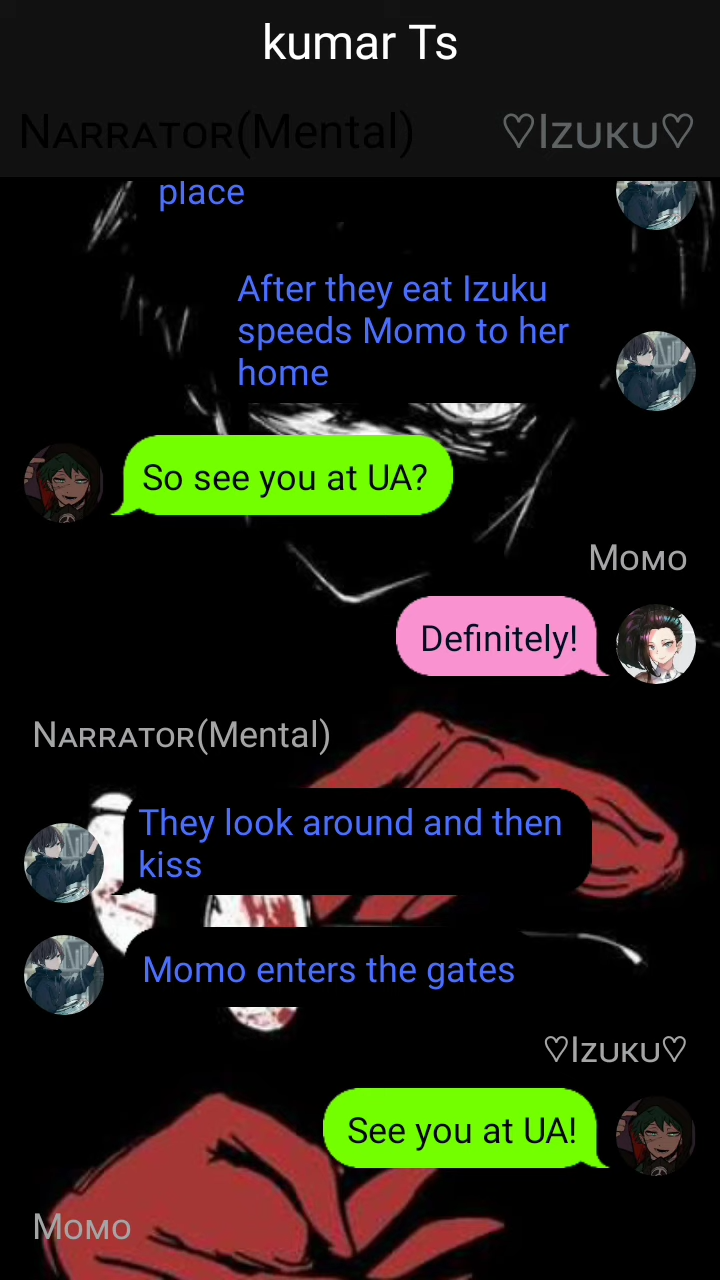 kumar Ts
Narrator(Mental) ♡Izuku♡
place
After they eat Izuku
speeds Momo to her
home
So see you at UA?
Momo
Definitely!
Narrator(Mental)
They look around and then
kiss
Momo enters the gates
♡Izuku♡
See you at UA!
Momo